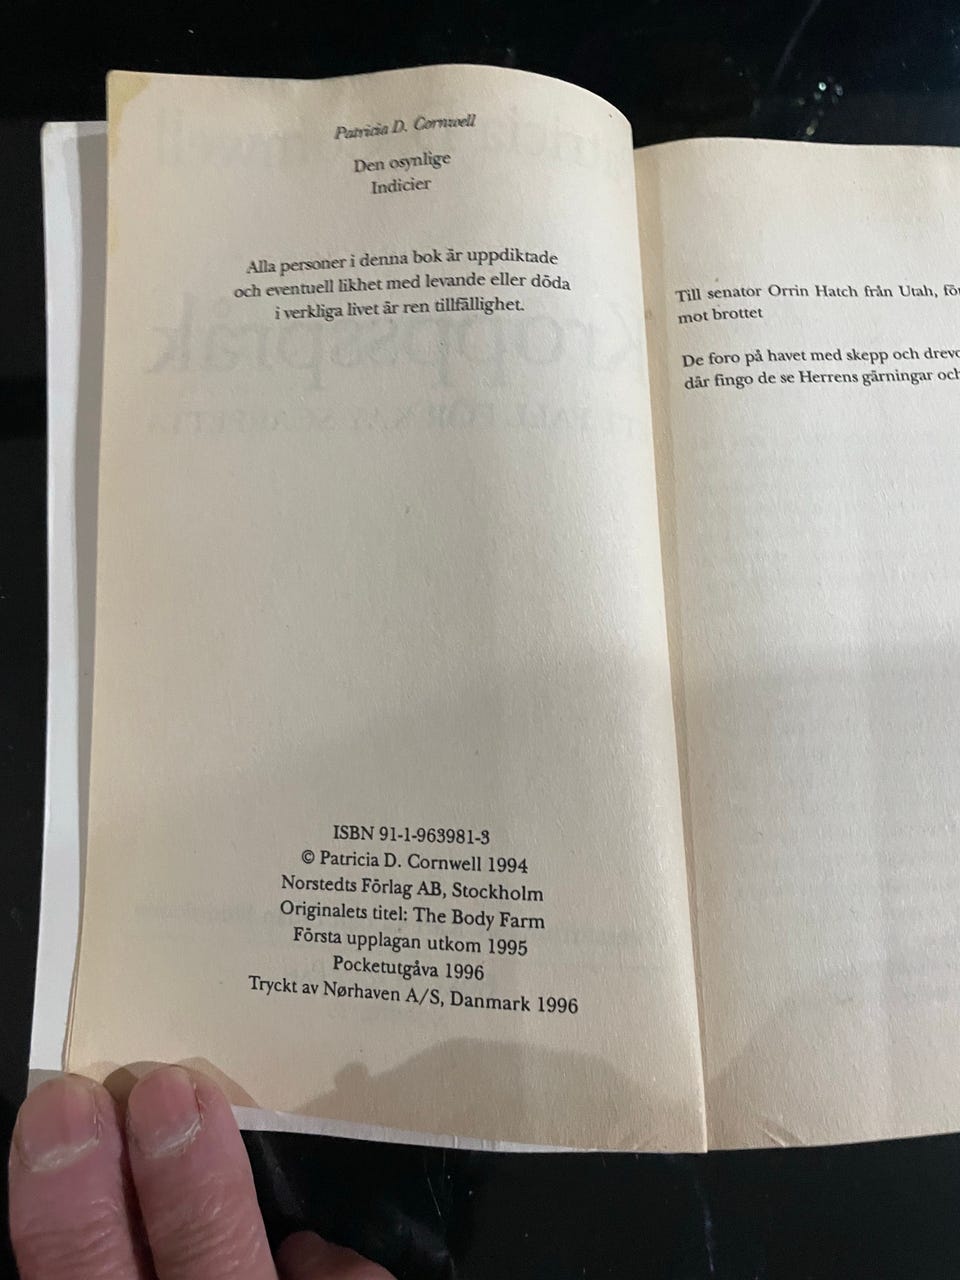 Patricia D. Cornwell
Den osynlige
Indicier
Alla personer i denna bok är uppdiktade
och eventuell likhet med levande eller döda
i verkliga livet är ren tillfällighet.
ISBN 91-1-963981-3
© Patricia D. Cornwell 1994
Norstedts Förlag AB, Stockholm
Originalets titel: The Body Farm
Första upplagan utkom 1995
Pocketutgåva 1996
Tryckt av Nørhaven A/S, Danmark 1996
Till senator Orrin Hatch från Utah,
mot brottet
De foro på havet med skepp och
där fingo de se Herrens gärningar